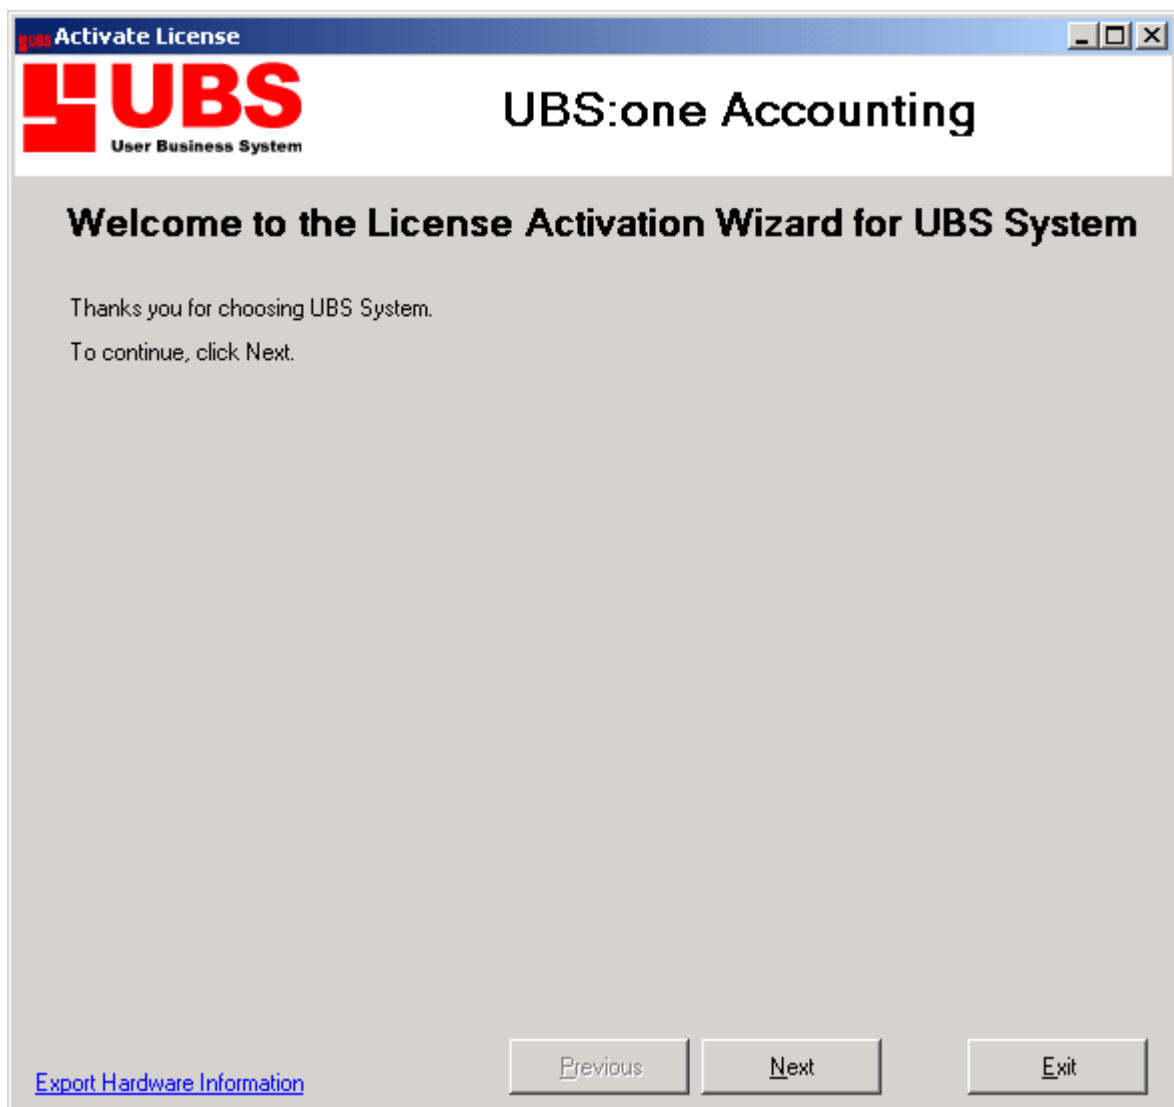 UBS Activate License
UBS
User Business System
UBS:one Accounting
Welcome to the License Activation Wizard for UBS System
Thanks you for choosing UBS System.
To continue, click Next.
Export Hardware Information
Previous
Next
Exit